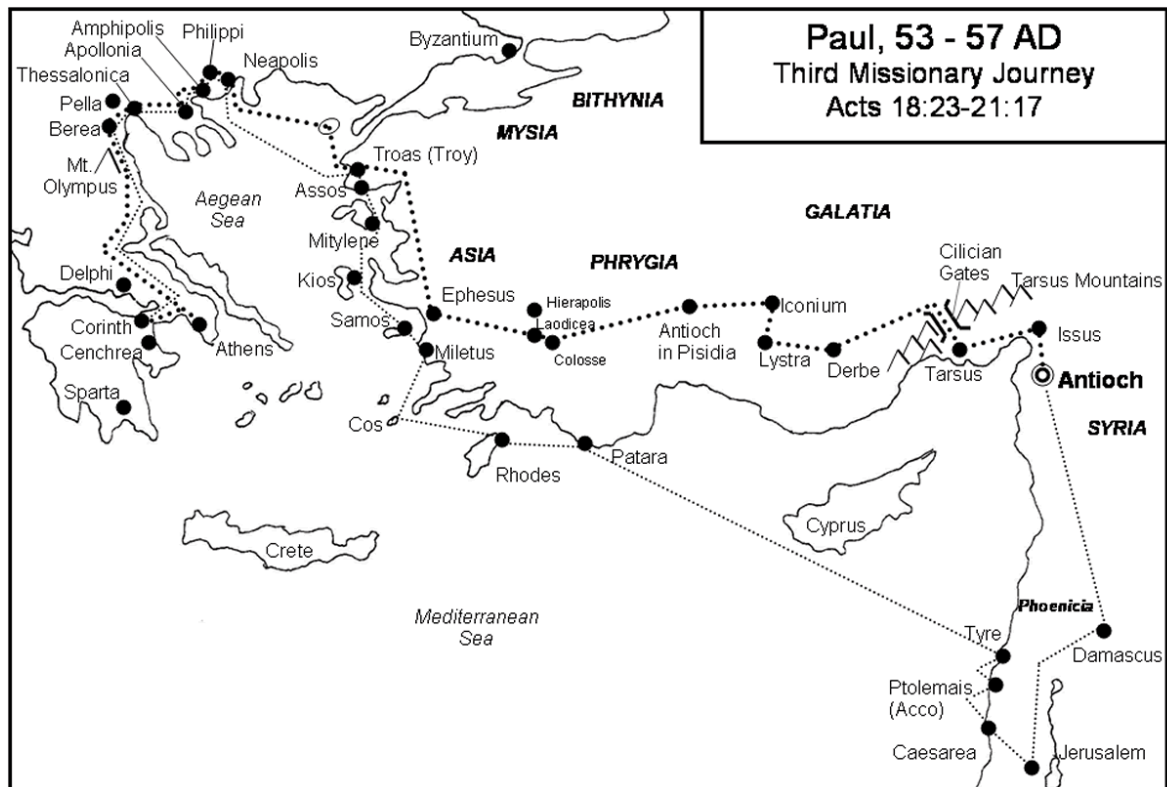 Paul, 53 - 57 AD
Third Missionary Journey
Acts 18:23-21:17
Amphipolis
Philippi
Apollonia
Neapolis
Thessalonica
Pella
Berea
Mt.
Olympus
Byzantium
BITHYNIA
MYSIA
Troas (Troy)
Assos
Aegean
Sea
Mitylene
ASIA
PHRYGIA
GALATIA
Cilician
Gates
Tarsus Mountains
Delphi
Kios
Ephesus
Hierapolis
Laodicea
Colosse
Antioch
in Pisidia
Iconium
Lystra
Derbe
Tarsus
Issus
Antioch
SYRIA
Corinth
Cenchrea
Athens
Samos
Miletus
Sparta
Cos
Rhodes
Patara
Crete
Cyprus
Mediterranean
Sea
Phoenicia
Tyre
Damascus
Ptolemais
(Acco)
Caesarea
Jerusalem